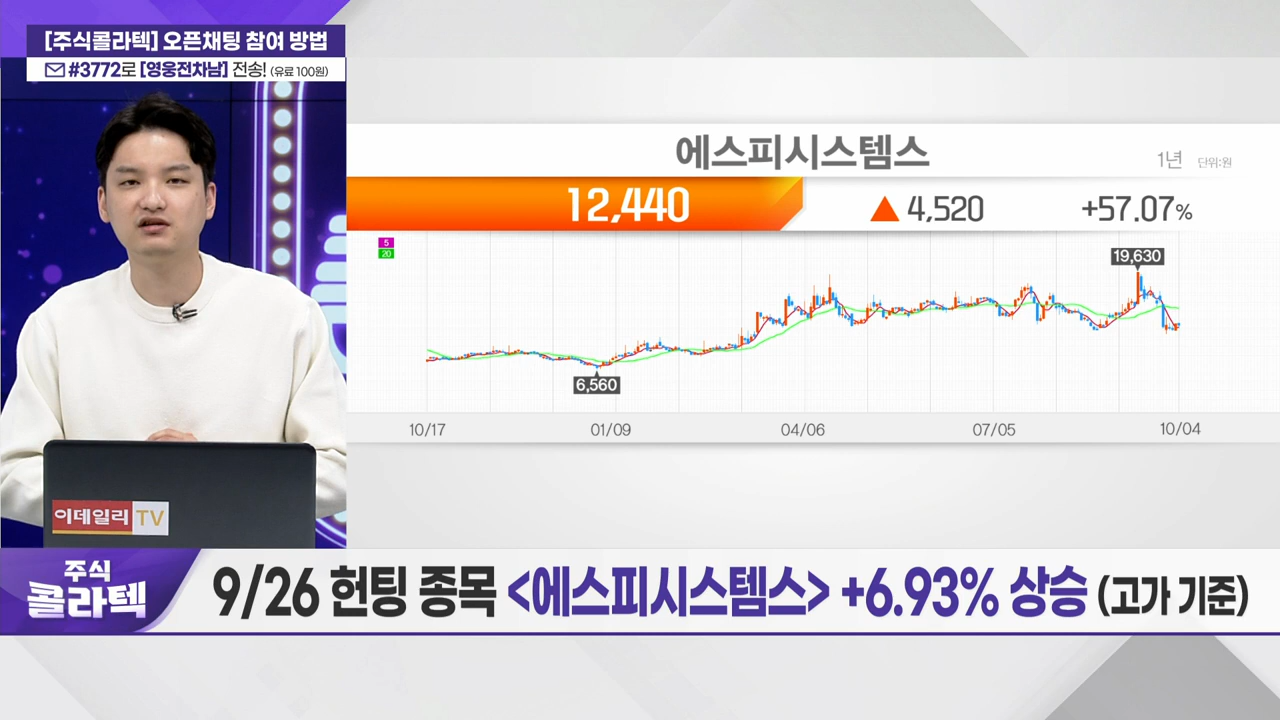 [주식콜라텍] 오픈채팅 참여 방법
#3772로 [영웅전차남] 전송! (유료 100원)
에스피시스템스
1년 단위:원
12,440 ▲ 4,520 +57.07%
5
20
19,630
6,560
10/17 01/09 04/06 07/05 10/04
이데일리 TV
주식
콜라텍
9/26 헌팅 종목 <에스피시스템스> +6.93% 상승 (고가 기준)